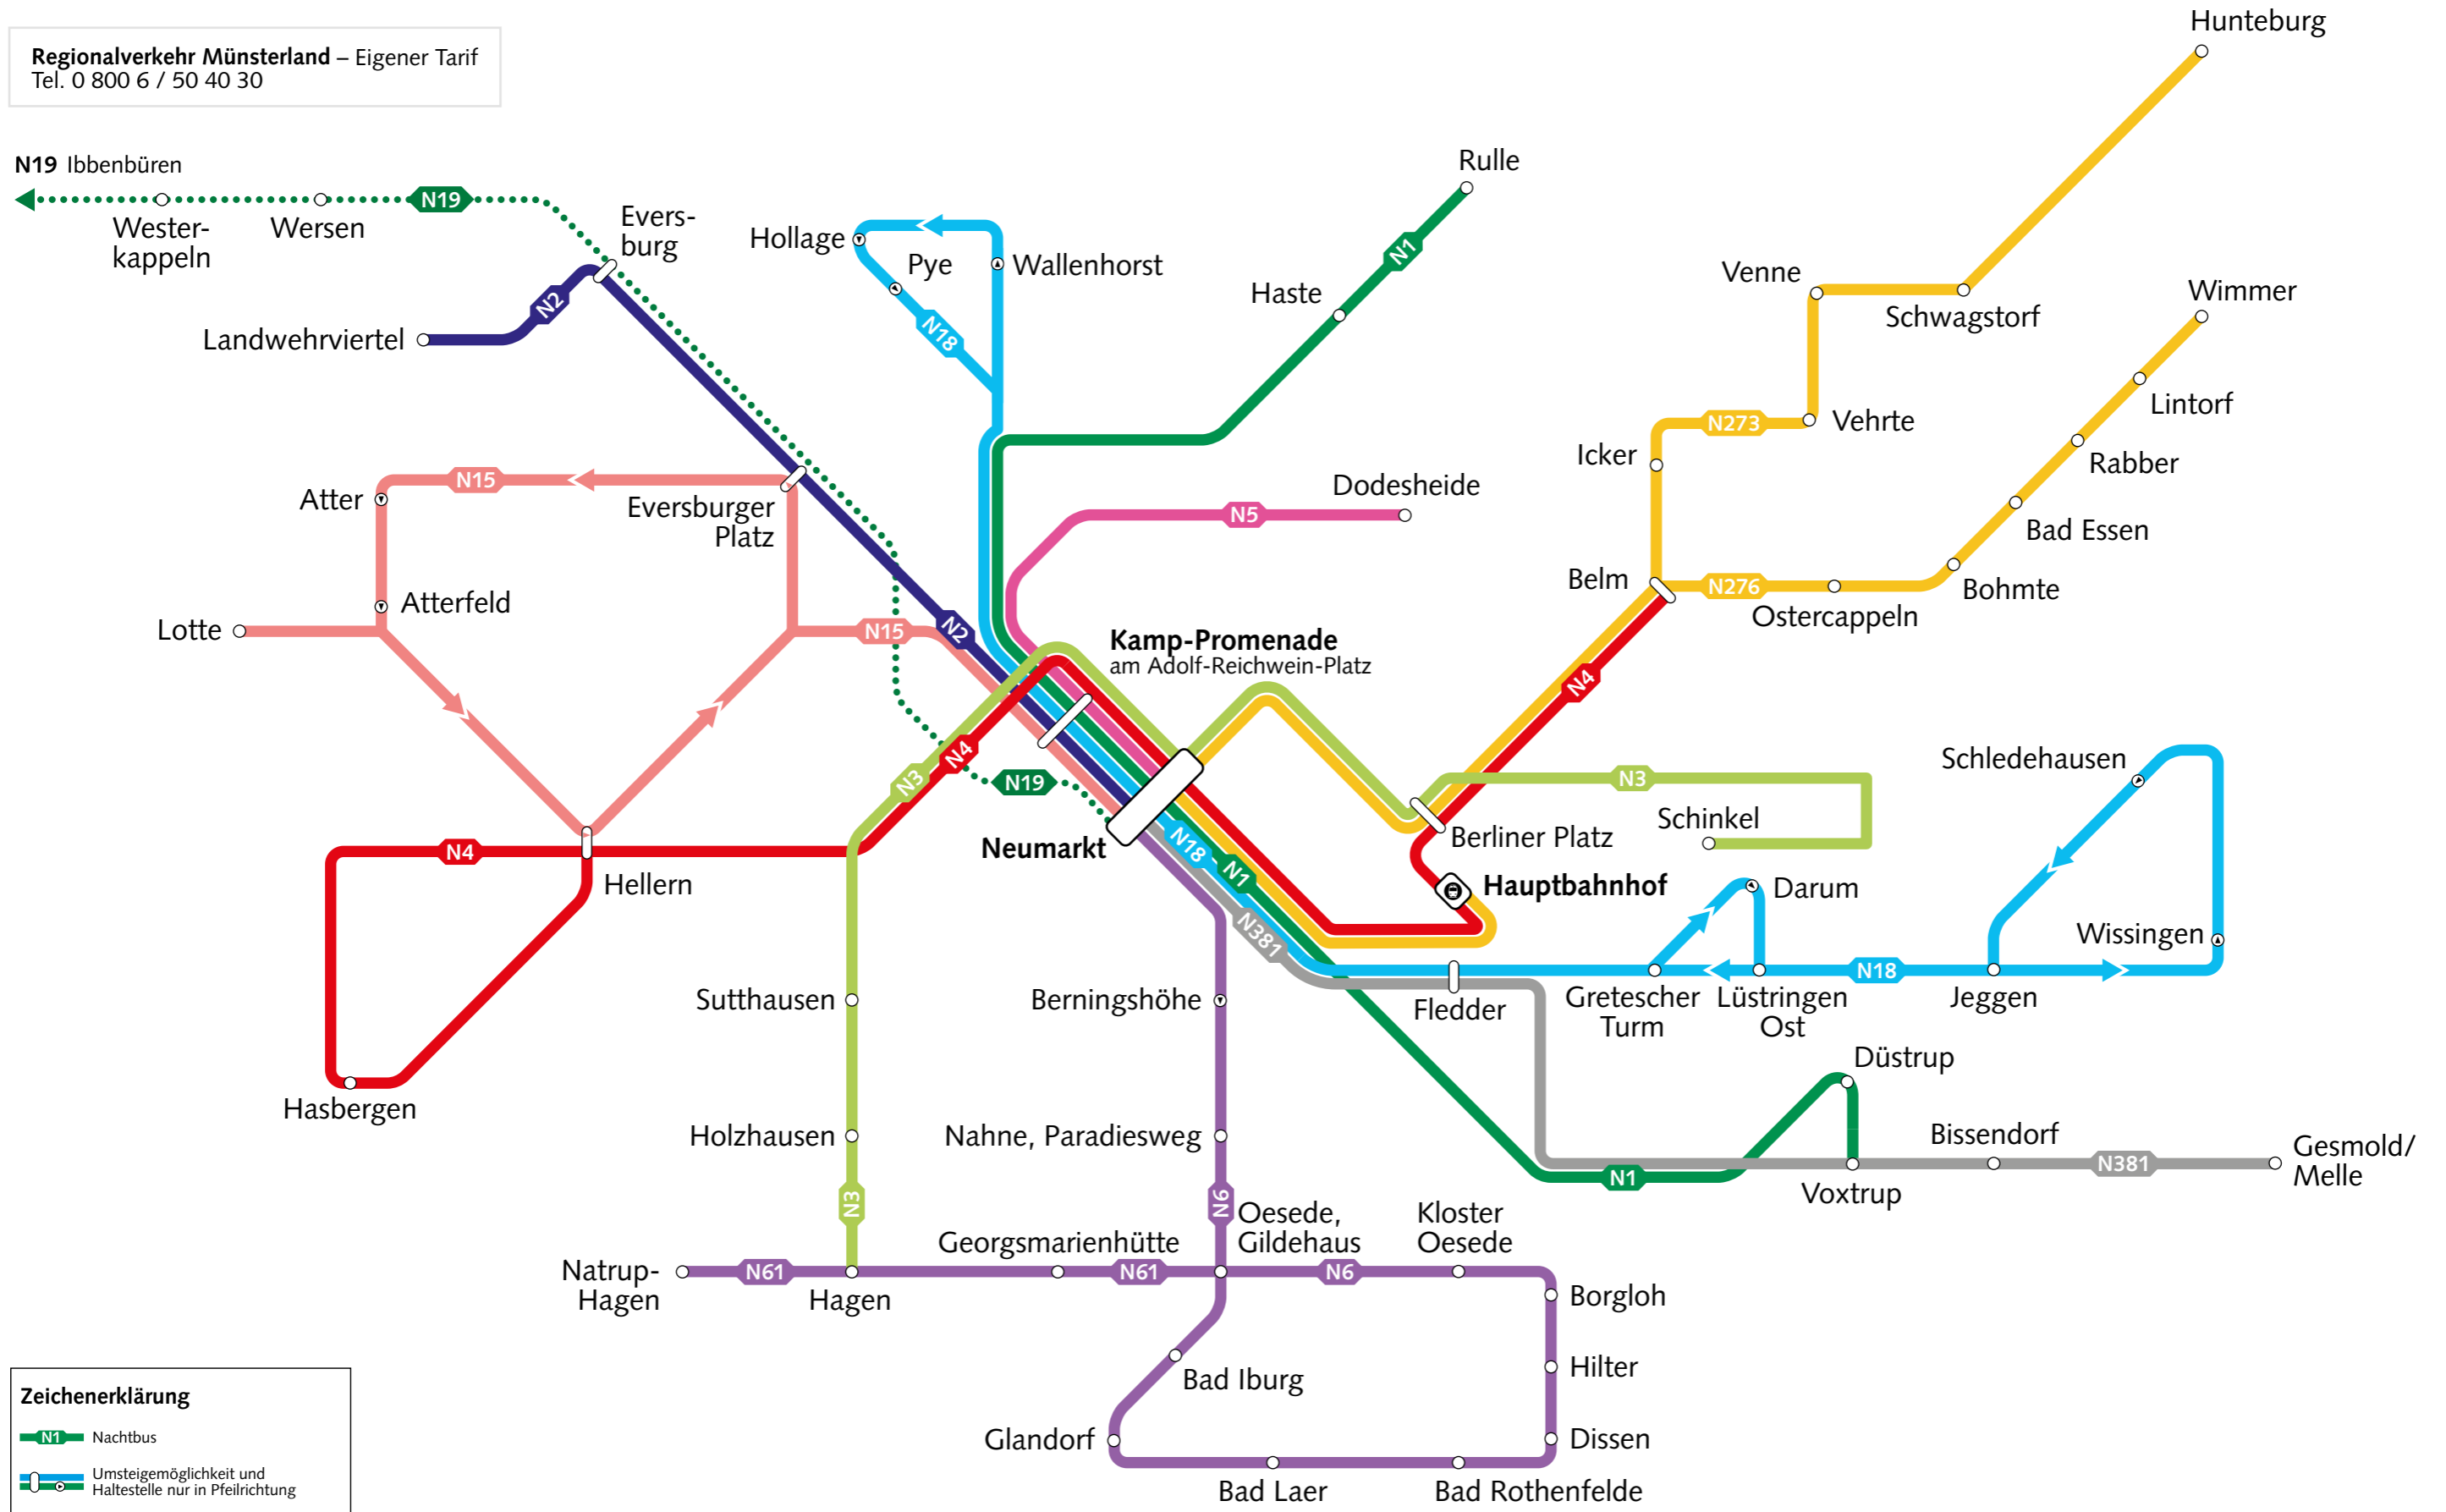 Regionalverkehr Münsterland – Eigener Tarif
Tel. 0 800 6 / 50 40 30
Hunteburg
N19 Ibbenbüren
N19
Wester-
kappeln
Wersen
Evers-
burg
Hollage
Pye
Wallenhorst
N18
Rulle
N1
Haste
Venne
Schwagstorf
Wimmer
Lintorf
N2
Landwehrviertel
N273
Vehrte
Icker
Rabber
N15
Atter
Eversburger
Platz
Dodesheide
N5
Bad Essen
Belm
N276
Ostercappeln
Bohmte
Atterfeld
Lotte
N15
N2
Kamp-Promenade
am Adolf-Reichwein-Platz
N4
N3
N4
N19
N3
Schinkel
Schledehausen
Berliner Platz
Neumarkt
N18
N1
N381
N4
Hellern
Hauptbahnhof
Darum
Wissingen
Sutthausen
Berningshöhe
Fledder
Gretescher
Turm
Lüstringen
Ost
N18
Jeggen
Düstrup
Hasbergen
Holzhausen
Nahne, Paradiesweg
Bissendorf
N381
Gesmold/
Melle
N1
Voxtrup
N3
N6
Oesede,
Gildehaus
Kloster
Oesede
Georgsmarienhütte
Natrup-
Hagen
N61
Hagen
N61
N6
Borgloh
Hilter
Bad Iburg
Glandorf
Dissen
Bad Laer
Bad Rothenfelde
Zeichenerklärung
N1 Nachtbus
Umsteigemöglichkeit und
Haltestelle nur in Pfeilrichtung